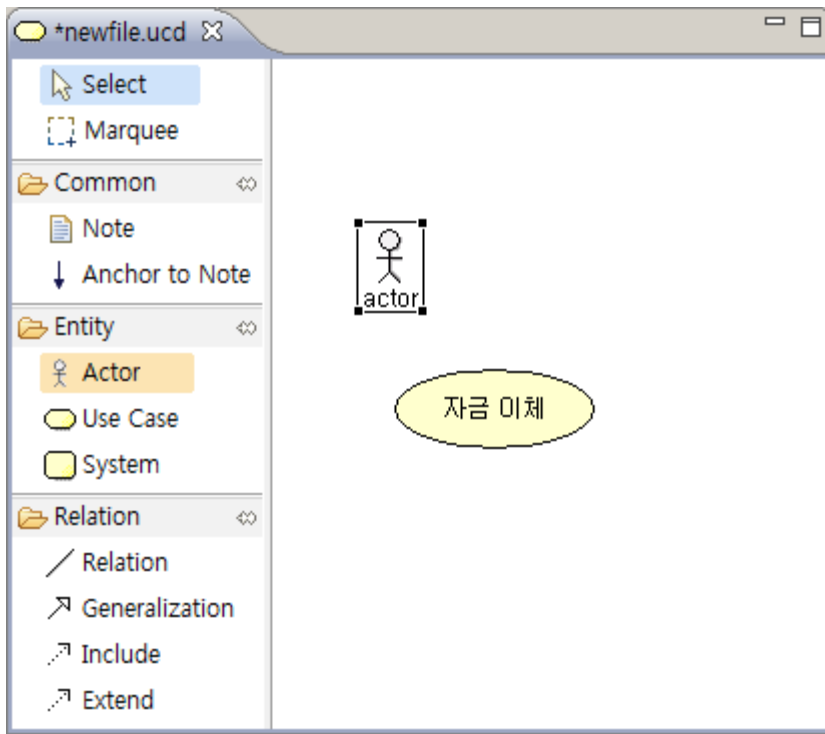 *newfile.ucd
Select
Marquee
Common
Note
Anchor to Note
Entity
Actor
Use Case
System
Relation
Relation
Generalization
Include
Extend
actor
자금 이체